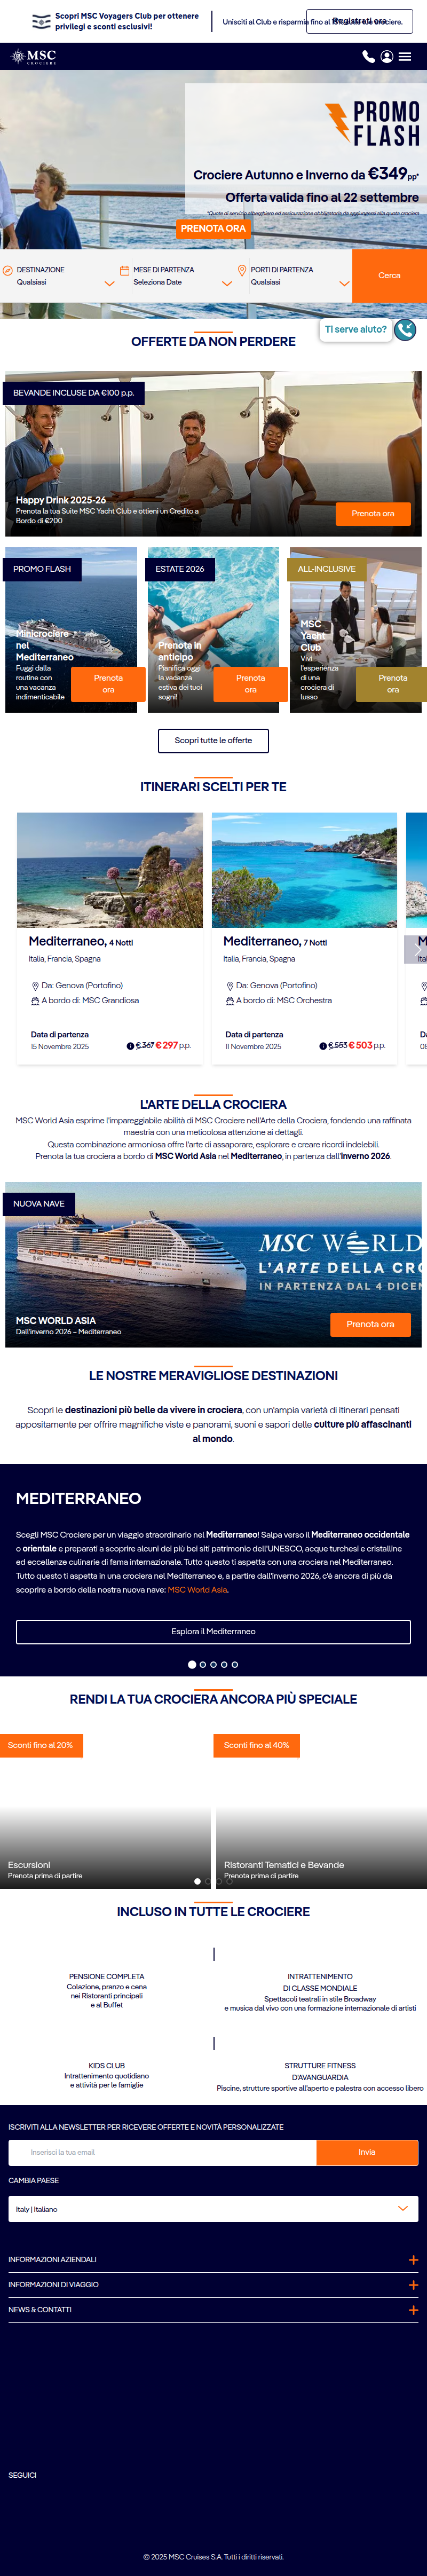 Scopri MSC Voyagers Club per ottenere
privilegi e sconti esclusivi!
Unisciti al Club e risparmia fino al
Registrati ora
crociere.
MSC
CROCIERE
PROMO
FLASH
Crociere Autunno e Inverno da €349pp*
Offerta valida fino al 22 settembre
*Quote di servizio alberghiero ed assicurazione obbligatoria da aggiungersi alla quota crociera
PRENOTA ORA
DESTINAZIONE
Qualsiasi
MESE DI PARTENZA
Seleziona Date
PORTI DI PARTENZA
Qualsiasi
Cerca
Ti serve aiuto?
OFFERTE DA NON PERDERE
BEVANDE INCLUSE DA €100 p.p.
Happy Drink 2025-26
Prenota la tua Suite MSC Yacht Club e ottieni un Credito a
Bordo di €200
Prenota ora
PROMO FLASH
Minicrociere
nel
Mediterraneo
Fuggi dalla
routine con
una vacanza
indimenticabile
Prenota
ora
ESTATE 2026
Prenota in
anticipo
Pianifica oggi
la vacanza
estiva dei tuoi
sogni!
Prenota
ora
ALL-INCLUSIVE
MSC
Yacht
Club
Vivi
l'esperienza
di una
crociera di
lusso
Prenota
ora
Scopri tutte le offerte
ITINERARI SCELTI PER TE
Mediterraneo, 4 Notti
Italia, Francia, Spagna
Da: Genova (Portofino)
A bordo di: MSC Grandiosa
Data di partenza
15 Novembre 2025
€ 367 € 297 p.p.
Mediterraneo, 7 Notti
Italia, Francia, Spagna
Da: Genova (Portofino)
A bordo di: MSC Orchestra
Data di partenza
11 Novembre 2025
€ 553 € 503 p.p.
L'ARTE DELLA CROCIERA
MSC World Asia esprime l'impareggiabile abilità di MSC Crociere nell'Arte della Crociera, fondendo una raffinata
maestria con una meticolosa attenzione ai dettagli.
Questa combinazione armoniosa offre l'arte di assaporare, esplorare e creare ricordi indelebili.
Prenota la tua crociera a bordo di MSC World Asia nel Mediterraneo, in partenza dall'inverno 2026.
NUOVA NAVE
MSC WORLD
L'ARTE DELLA CRO
IN PARTENZA DAL 4 DICEM
MSC WORLD ASIA
Dall'inverno 2026 – Mediterraneo
Prenota ora
LE NOSTRE MERAVIGLIOSE DESTINAZIONI
Scopri le destinazioni più belle da vivere in crociera, con un'ampia varietà di itinerari pensati
appositamente per offrire magnifiche viste e panorami, suoni e sapori delle culture più affascinanti
al mondo.
MEDITERRANEO
Scegli MSC Crociere per un viaggio straordinario nel Mediterraneo! Salpa verso il Mediterraneo occidentale
o orientale e preparati a scoprire alcuni dei più bei siti patrimonio dell'UNESCO, acque turchesi e cristalline
ed eccellenze culinarie di fama internazionale. Tutto questo ti aspetta con una crociera nel Mediterraneo.
Tutto questo ti aspetta in una crociera nel Mediterraneo e, a partire dall'inverno 2026, c'è ancora di più da
scoprire a bordo della nostra nuova nave: MSC World Asia.
Esplora il Mediterraneo
RENDI LA TUA CROCIERA ANCORA PIÙ SPECIALE
Sconti fino al 20%
Escursioni
Prenota prima di partire
Sconti fino al 40%
Ristoranti Tematici e Bevande
Prenota prima di partire
INCLUSO IN TUTTE LE CROCIERE
PENSIONE COMPLETA
Colazione, pranzo e cena
nei Ristoranti principali
e al Buffet
INTRATTENIMENTO
DI CLASSE MONDIALE
Spettacoli teatrali in stile Broadway
e musica dal vivo con una formazione internazionale di artisti
KIDS CLUB
Intrattenimento quotidiano
e attività per le famiglie
STRUTTURE FITNESS
D'AVANGUARDIA
Piscine, strutture sportive all'aperto e palestra con accesso libero
ISCRIVITI ALLA NEWSLETTER PER RICEVERE OFFERTE E NOVITÀ PERSONALIZZATE
Inserisci la tua email
Invia
CAMBIA PAESE
Italy | Italiano
INFORMAZIONI AZIENDALI
INFORMAZIONI DI VIAGGIO
NEWS & CONTATTI
SEGUICI
© 2025 MSC Cruises S.A. Tutti i diritti riservati.